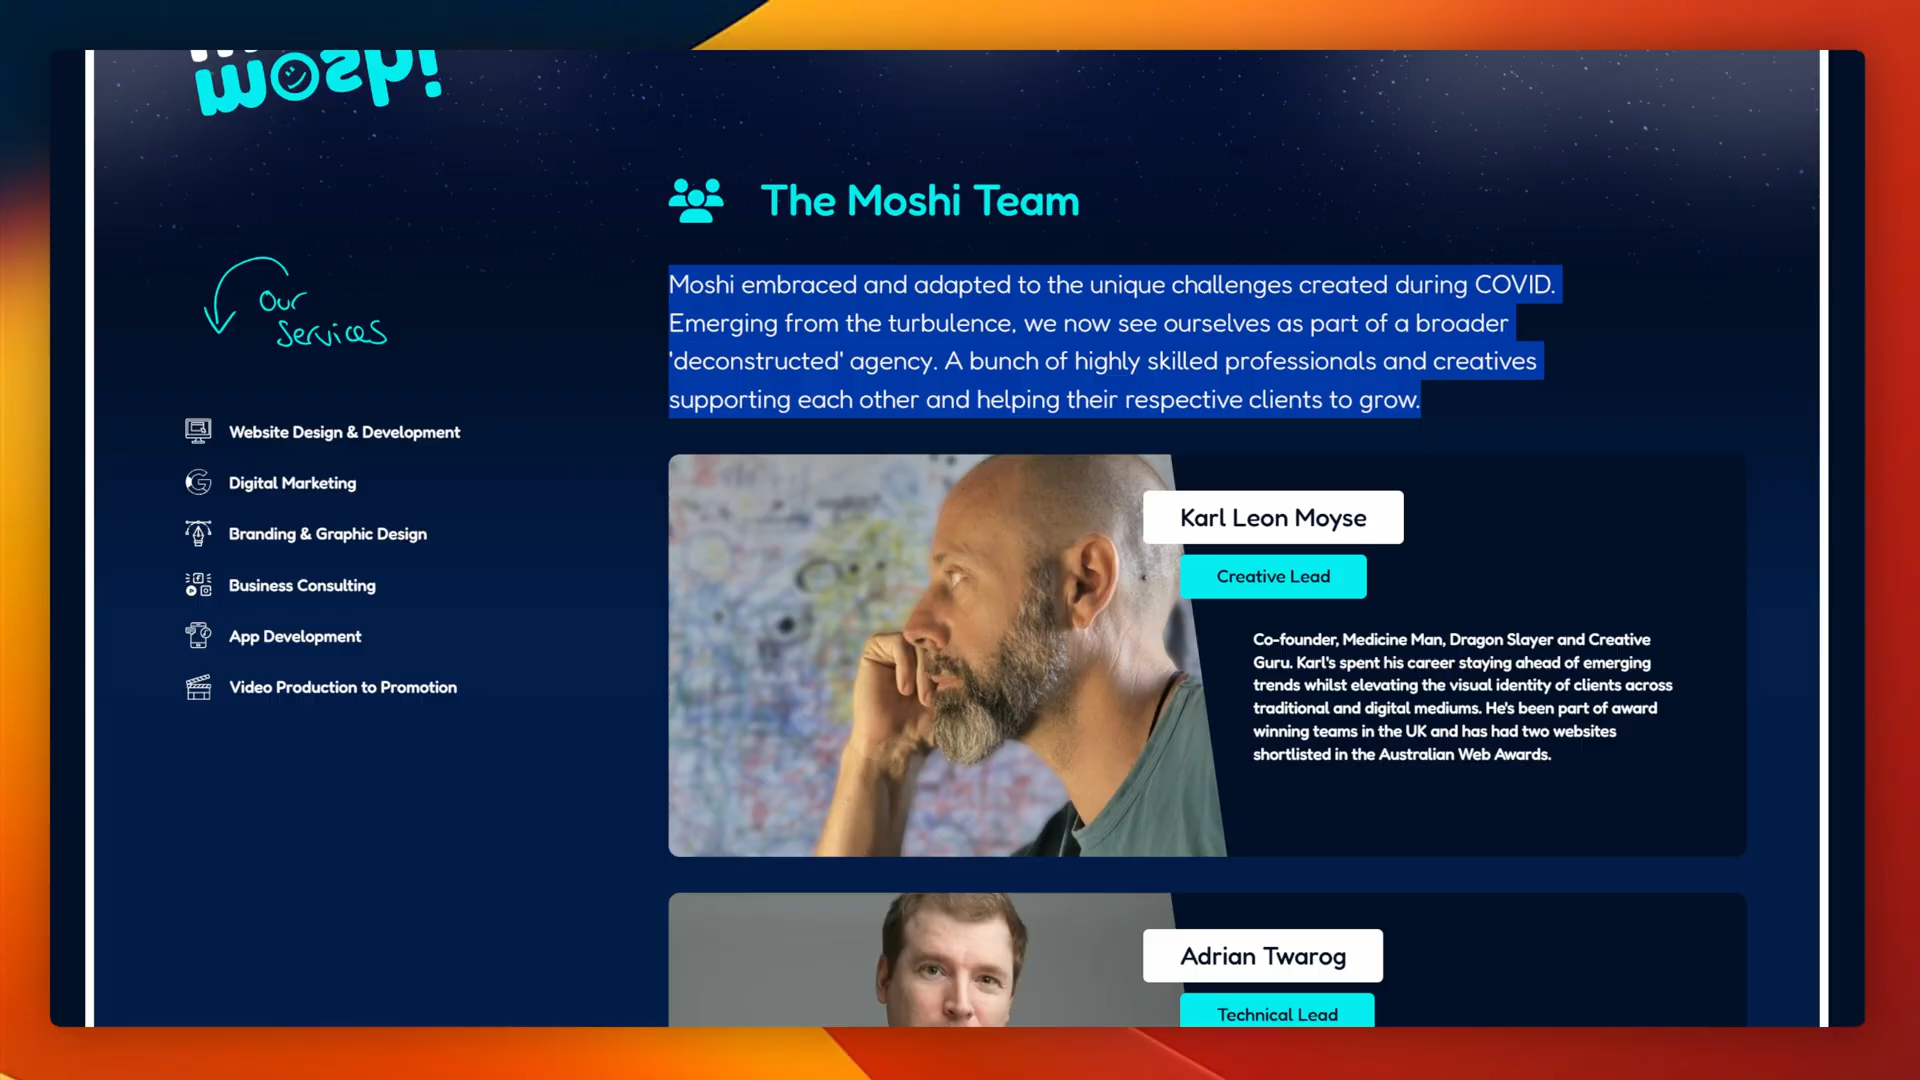 The Moshi Team
Moshi embraced and adapted to the unique challenges created during COVID.
Emerging from the turbulence, we now see ourselves as part of a broader
'deconstructed' agency. A bunch of highly skilled professionals and creatives
supporting each other and helping their respective clients to grow.
Our
Services
Website Design & Development
Digital Marketing
Branding & Graphic Design
Business Consulting
App Development
Video Production to Promotion
Karl Leon Moyse
Creative Lead
Co-founder, Medicine Man, Dragon Slayer and Creative
Guru. Karl's spent his career staying ahead of emerging
trends whilst elevating the visual identity of clients across
traditional and digital mediums. He's been part of award
winning teams in the UK and has had two websites
shortlisted in the Australian Web Awards.
Adrian Twarog
Technical Lead